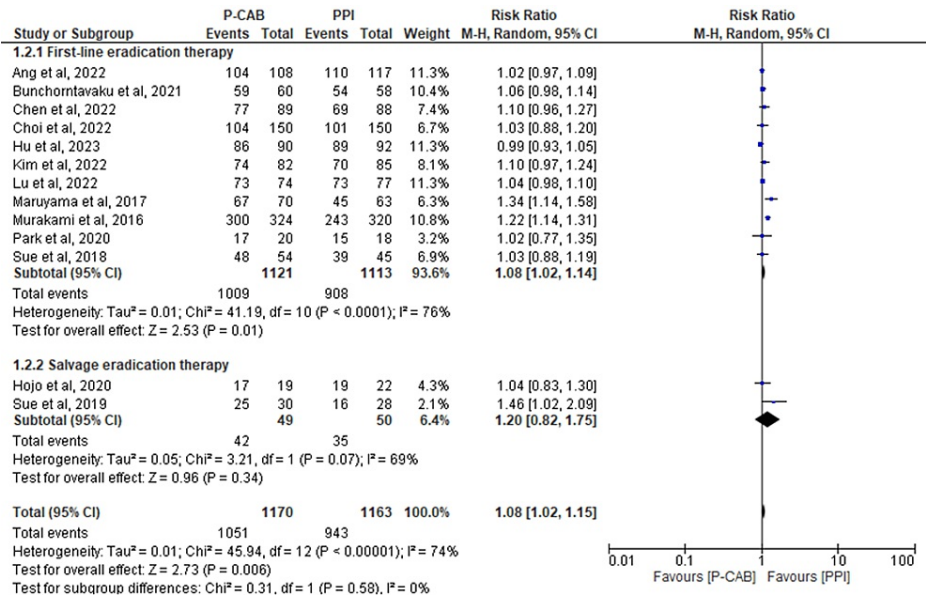 P-CAB PPI Risk Ratio Risk Ratio
Study or Subgroup Events Total Events Total Weight M-H, Random, 95% CI M-H, Random, 95% CI
1.2.1 First-line eradication therapy
Ang et al, 2022 104 108 110 117 11.3% 1.02 [0.97, 1.09]
Bunchorntavaku et al, 2021 59 60 54 58 10.4% 1.06 [0.98, 1.14]
Chen et al, 2022 77 89 69 88 7.4% 1.10 [0.96, 1.27]
Choi et al, 2022 104 150 101 150 6.7% 1.03 [0.88, 1.20]
Hu et al, 2023 86 90 89 92 11.3% 0.99 [0.93, 1.05]
Kim et al, 2022 74 82 70 85 8.1% 1.10 [0.97, 1.24]
Lu et al, 2022 73 74 73 77 11.3% 1.04 [0.98, 1.10]
Maruyama et al, 2017 67 70 45 63 6.3% 1.34 [1.14, 1.58]
Murakami et al, 2016 300 324 243 320 10.8% 1.22 [1.14, 1.31]
Park et al, 2020 17 20 15 18 3.2% 1.02 [0.77, 1.35]
Sue et al, 2018 48 54 39 45 6.9% 1.03 [0.88, 1.19]
Subtotal (95% CI) 1121 1113 93.6% 1.08 [1.02, 1.14]
Total events 1009 908
Heterogeneity: Tau² = 0.01; Chi² = 41.19, df = 10 (P < 0.0001); I² = 76%
Test for overall effect: Z = 2.53 (P = 0.01)
1.2.2 Salvage eradication therapy
Hojo et al, 2020 17 19 19 22 4.3% 1.04 [0.83, 1.30]
Sue et al, 2019 25 30 16 28 2.1% 1.46 [1.02, 2.09]
Subtotal (95% CI) 49 50 6.4% 1.20 [0.82, 1.75]
Total events 42 35
Heterogeneity: Tau² = 0.05; Chi² = 3.21, df = 1 (P = 0.07); I² = 69%
Test for overall effect: Z = 0.96 (P = 0.34)
Total (95% CI) 1170 1163 100.0% 1.08 [1.02, 1.15]
Total events 1051 943
Heterogeneity: Tau² = 0.01; Chi² = 45.94, df = 12 (P < 0.00001); I² = 74%
Test for overall effect: Z = 2.73 (P = 0.006)
Test for subgroup differences: Chi² = 0.31, df = 1 (P = 0.58), I² = 0%
0.01 0.1 1 10 100
Favours [P-CAB] Favours [PPI]